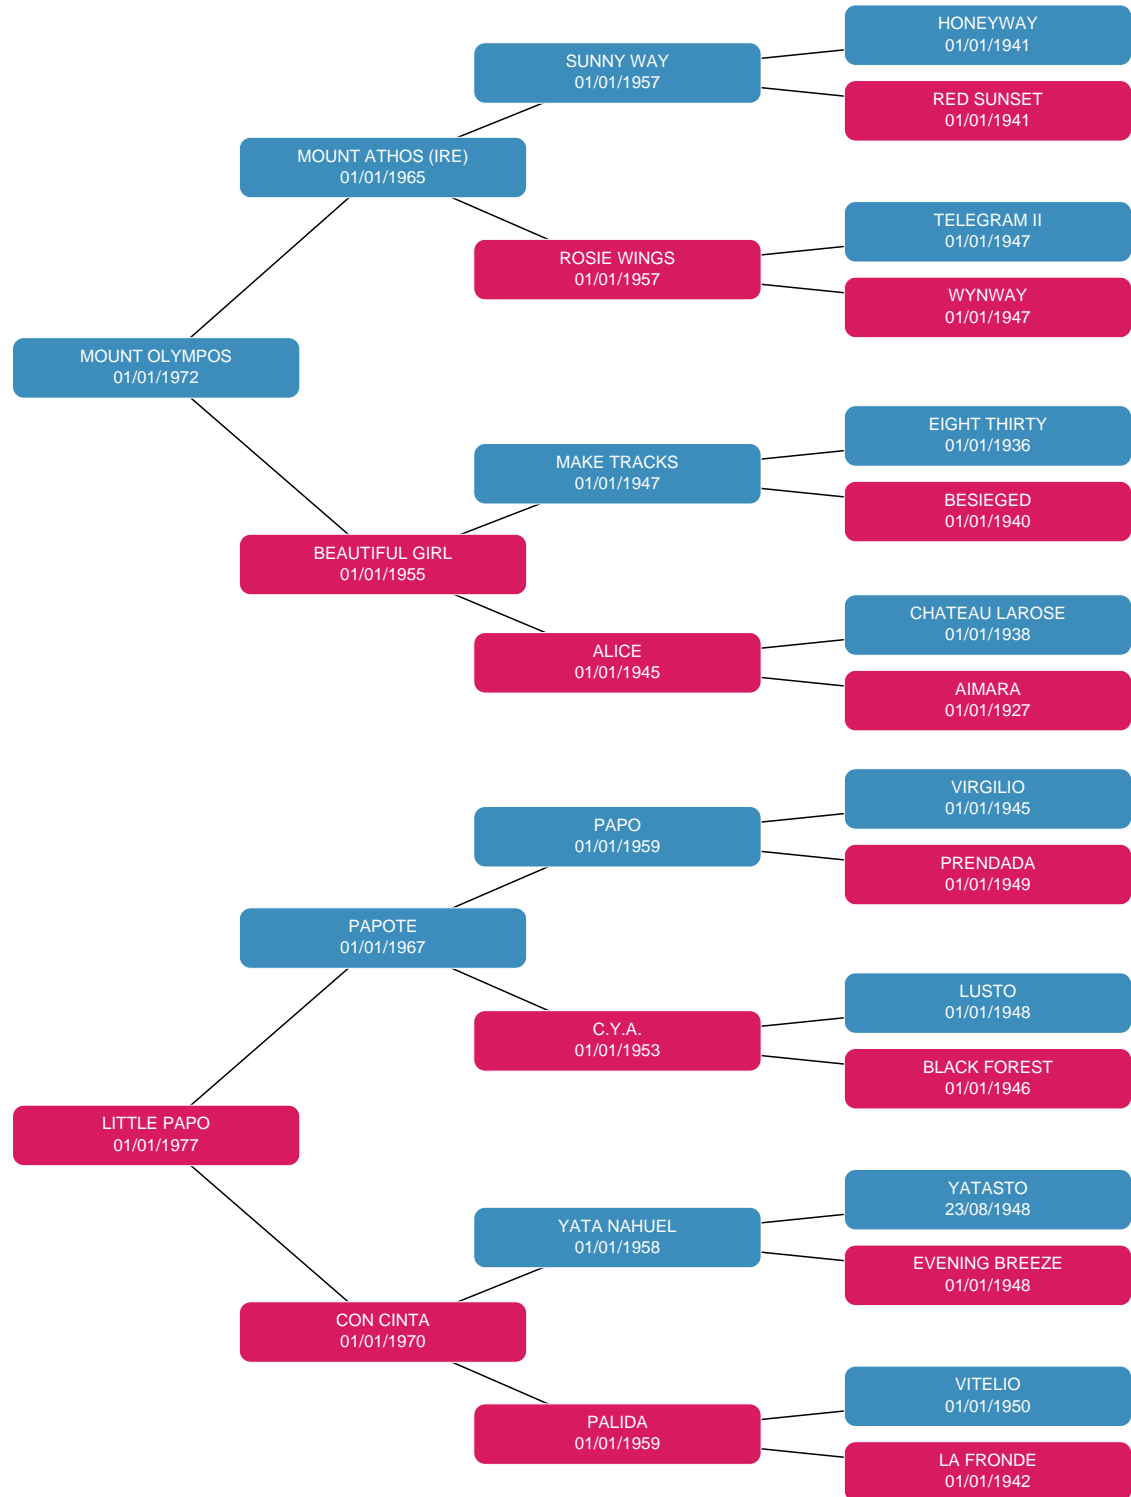 HONEYWAY
01/01/1941
SUNNY WAY
01/01/1957
RED SUNSET
01/01/1941
MOUNT ATHOS (IRE)
01/01/1965
TELEGRAM II
01/01/1947
ROSIE WINGS
01/01/1957
WYNWAY
01/01/1947
MOUNT OLYMPOS
01/01/1972
EIGHT THIRTY
01/01/1936
MAKE TRACKS
01/01/1947
BESIEGED
01/01/1940
BEAUTIFUL GIRL
01/01/1955
CHATEAU LAROSE
01/01/1938
ALICE
01/01/1945
AIMARA
01/01/1927
VIRGILIO
01/01/1945
PAPO
01/01/1959
PRENDADA
01/01/1949
PAPOTE
01/01/1967
LUSTO
01/01/1948
C.Y.A.
01/01/1953
BLACK FOREST
01/01/1946
LITTLE PAPO
01/01/1977
YATASTO
23/08/1948
YATA NAHUEL
01/01/1958
EVENING BREEZE
01/01/1948
CON CINTA
01/01/1970
VITELIO
01/01/1950
PALIDA
01/01/1959
LA FRONDE
01/01/1942